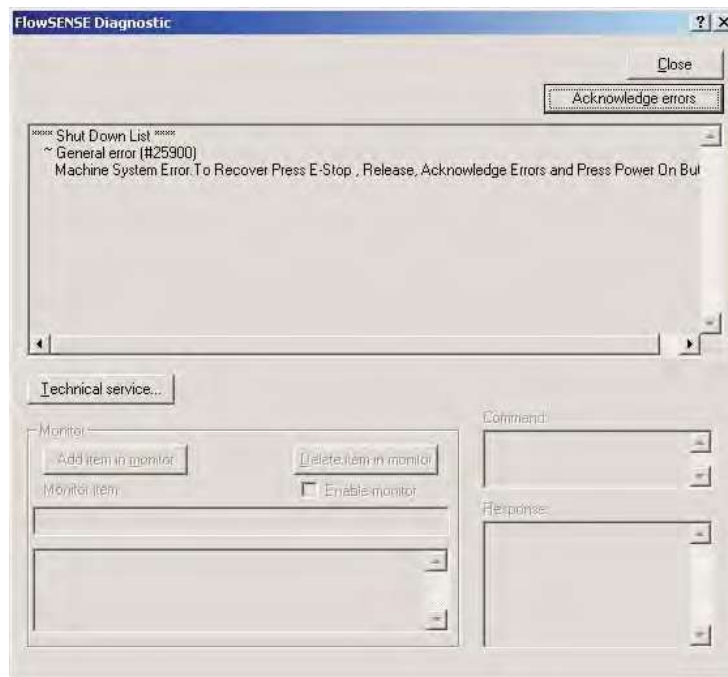 FlowSENSE Diagnostic
Close
Acknowledge errors
**** Shut Down List ****
~ General error (#25900)
Machine System Error.To Recover Press E-Stop , Release, Acknowledge Errors and Press Power On But
Technical service...
Monitor
Add item in monitor
Delete item in monitor
Monitor item
Enable monitor
Command:
Response: